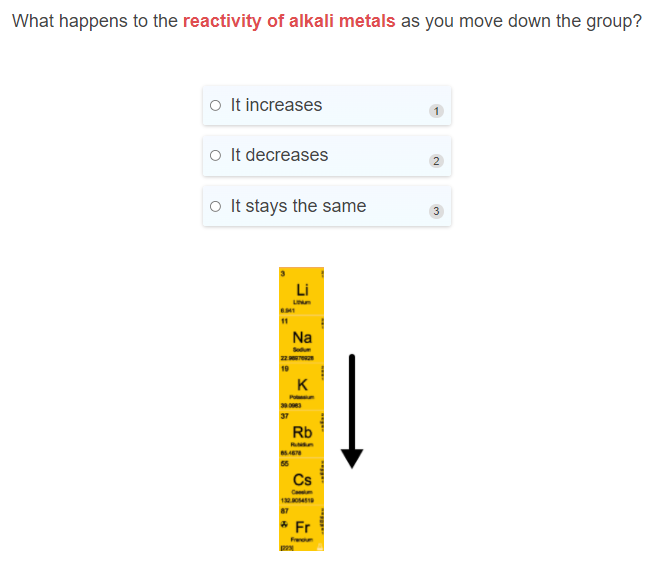 What happens to the reactivity of alkali metals as you move down the group?
It increases
1
It decreases
2
It stays the same
3
3
Li
Lithium
6.941
11
Na
Sodium
22.98976928
19
K
Potassium
39.0983
37
Rb
Rubidium
85.4678
55
Cs
Caesium
132.9054519
87
Fr
Francium
(223)